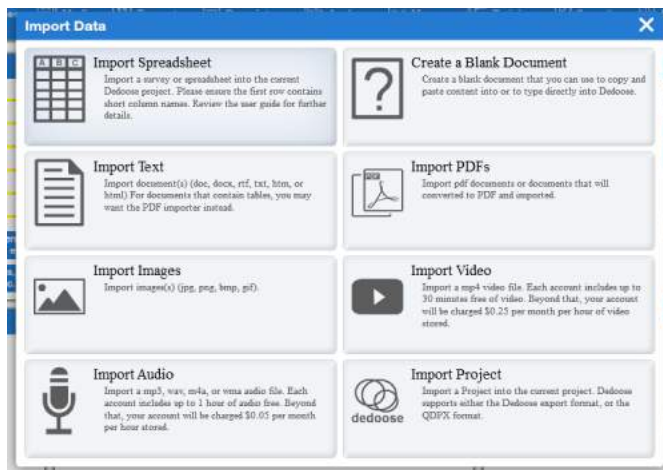 Import Data
A B C
Import Spreadsheet
Import a survey or spreadsheet into the current
Dedoose project. Please ensure the first row contains
short column names. Review the user guide for further
details.
Create a Blank Document
Create a blank document that you can use to copy and
paste content into or to type directly into Dedoose.
Import Text
Import document(s) (doc, docx, rtf, txt, htm, or
html) For documents that contain tables, you may
want the PDF importer instead.
Import PDFs
Import pdf documents or documents that will
converted to PDF and imported.
PDF
Import Images
Import images(s) (jpg, png, bmp, gif).
Import Video
Import a mp4 video file. Each account includes up to
30 minutes free of video. Beyond that, your account
will be charged $0.25 per month per hour of video
stored.
Import Audio
Import a mp3, wav, m4a, or wma audio file. Each
account includes up to 1 hour of audio free. Beyond
that, your account will be charged $0.05 per month
per hour stored.
Import Project
Import a Project into the current project. Dedoose
supports either the Dedoose export format, or the
QDPX format.
dedoose